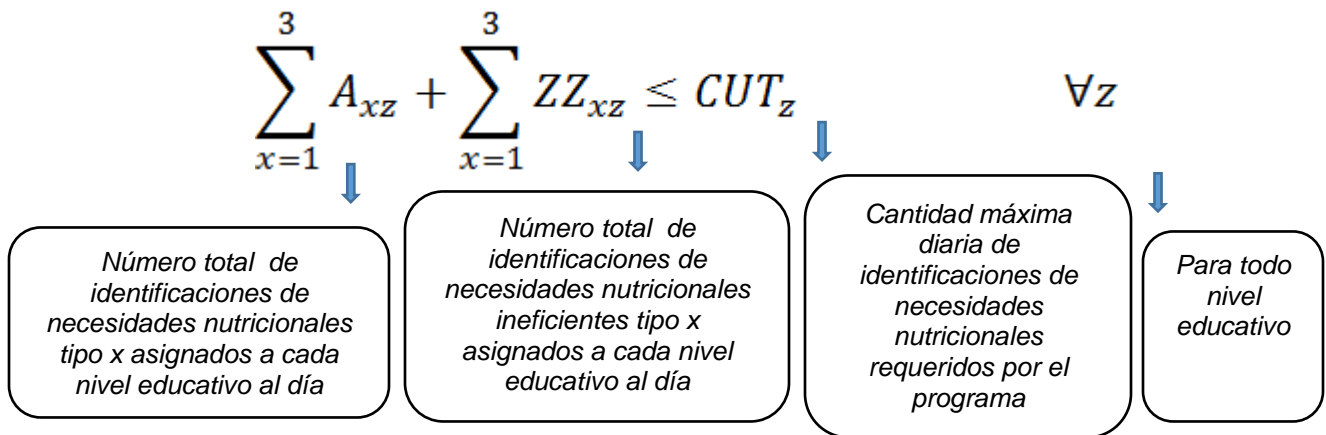 3 3
∑ A_xz + ∑ ZZ_xz ≤ CUT_z ∀z
x=1 x=1
Número total de
identificaciones de
necesidades nutricionales
tipo x asignados a cada
nivel educativo al día
Número total de
identificaciones de
necesidades nutricionales
ineficientes tipo x
asignados a cada nivel
educativo al día
Cantidad máxima
diaria de
identificaciones de
necesidades
nutricionales
requeridos por el
programa
Para todo
nivel
educativo